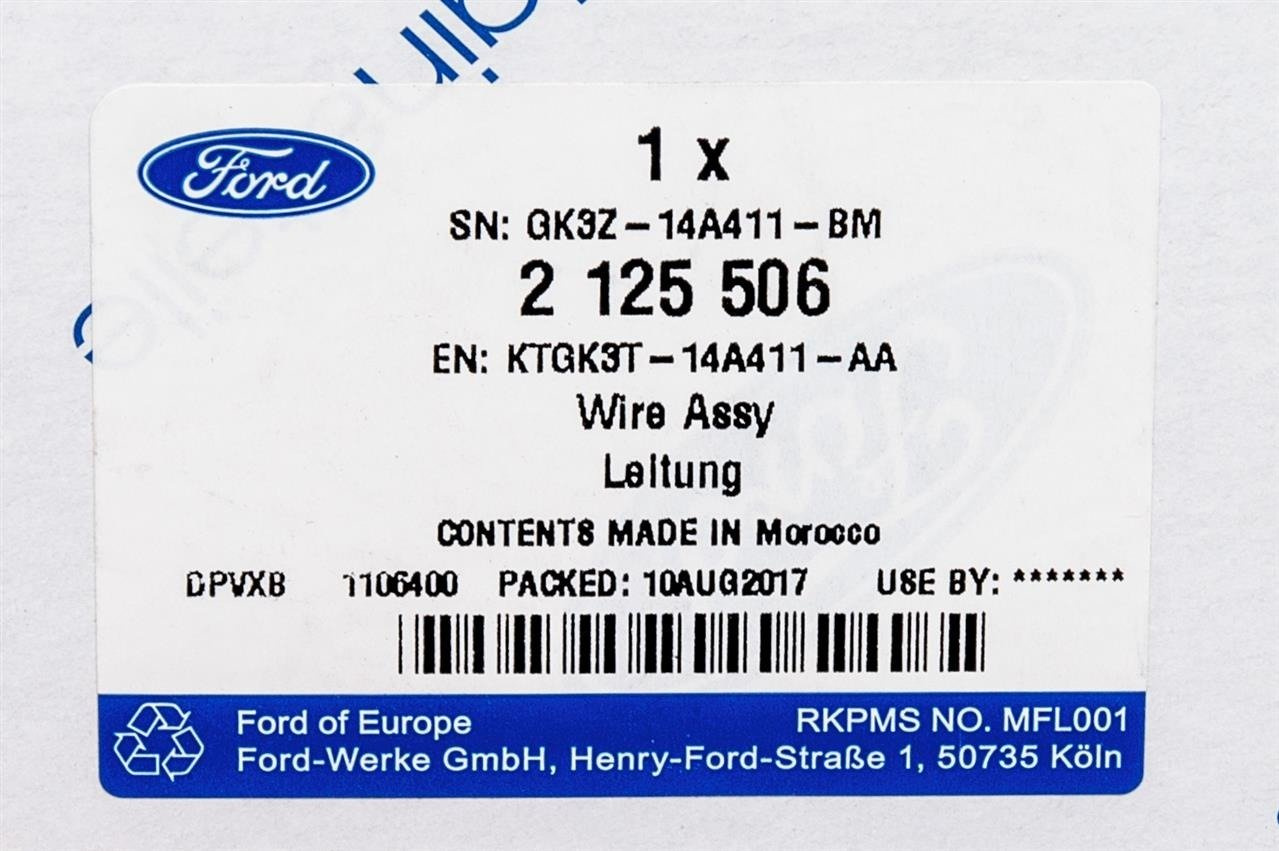 Ford
1 x
SN: GK3Z-14A411-BM
2 125 506
EN: KTGK3T-14A411-AA
Wire Assy
Leitung
CONTENTS MADE IN Morocco
DPVXB 1106400 PACKED: 10AUG2017 USE BY: *******
Ford of Europe
RKPMS NO. MFL001
Ford-Werke GmbH, Henry-Ford-Straße 1, 50735 Köln